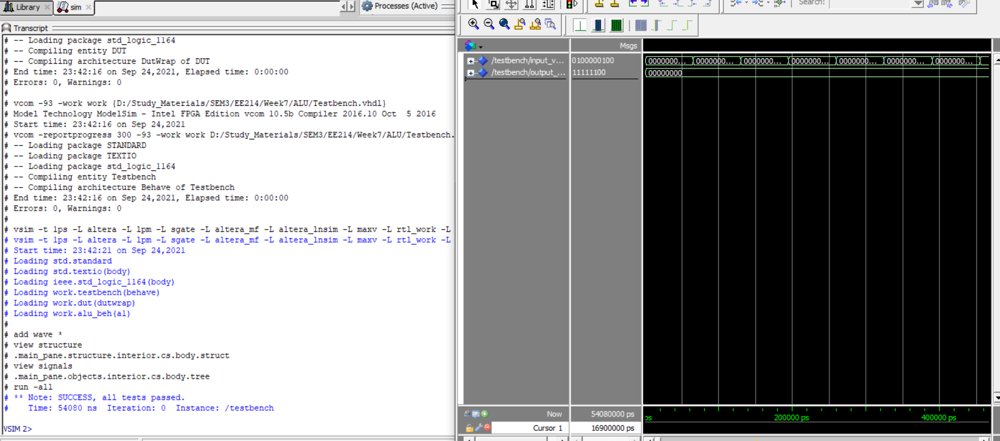 Library
sim
Processes (Active)
Search:
Transcript
# -- Loading package std_logic_1164
# -- Compiling entity DUT
# -- Compiling architecture DutWrap of DUT
# End time: 23:42:16 on Sep 24,2021, Elapsed time: 0:00:00
# Errors: 0, Warnings: 0
#
# vcom -93 -work work {D:/Study_Materials/SEM3/EE214/Week7/ALU/Testbench.vhdl}
# Model Technology ModelSim - Intel FPGA Edition vcom 10.5b Compiler 2016.10 Oct  5 2016
# Start time: 23:42:16 on Sep 24,2021
# vcom -reportprogress 300 -93 -work work D:/Study_Materials/SEM3/EE214/Week7/ALU/Testbench.
# -- Loading package STANDARD
# -- Loading package TEXTIO
# -- Loading package std_logic_1164
# -- Compiling entity Testbench
# -- Compiling architecture Behave of Testbench
# End time: 23:42:16 on Sep 24,2021, Elapsed time: 0:00:00
# Errors: 0, Warnings: 0
#
# vsim -t 1ps -L altera -L lpm -L sgate -L altera_mf -L altera_lnsim -L maxv -L rtl_work -L
# vsim -t 1ps -L altera -L lpm -L sgate -L altera_mf -L altera_lnsim -L maxv -L rtl_work -L
# Start time: 23:42:21 on Sep 24,2021
# Loading std.standard
# Loading std.textio(body)
# Loading ieee.std_logic_1164(body)
# Loading work.testbench(behave)
# Loading work.dut(dutwrap)
# Loading work.alu_beh(a1)
#
# add wave *
# view structure
# .main_pane.structure.interior.cs.body.struct
# view signals
# .main_pane.objects.interior.cs.body.tree
# run -all
# ** Note: SUCCESS, all tests passed.
#    Time: 54080 ns  Iteration: 0  Instance: /testbench
VSIM 2>
Msgs
/testbench/input_v... 0100000100 0000000... 0000000... 0000000... 0000000... 0000000... 0000000... 0000000...
/testbench/output_... 11111100 00000000
Now 54080000 ps ps 200000 ps 400000 ps
Cursor 1 16900000 ps